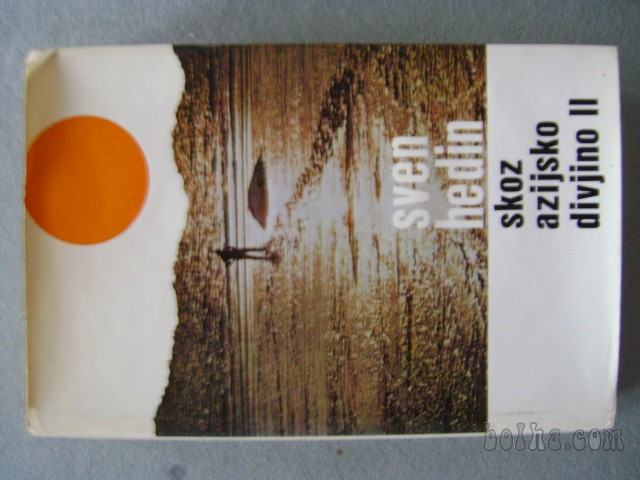 sven
hedin
skoz
azijsko
divjino II
bolha.com